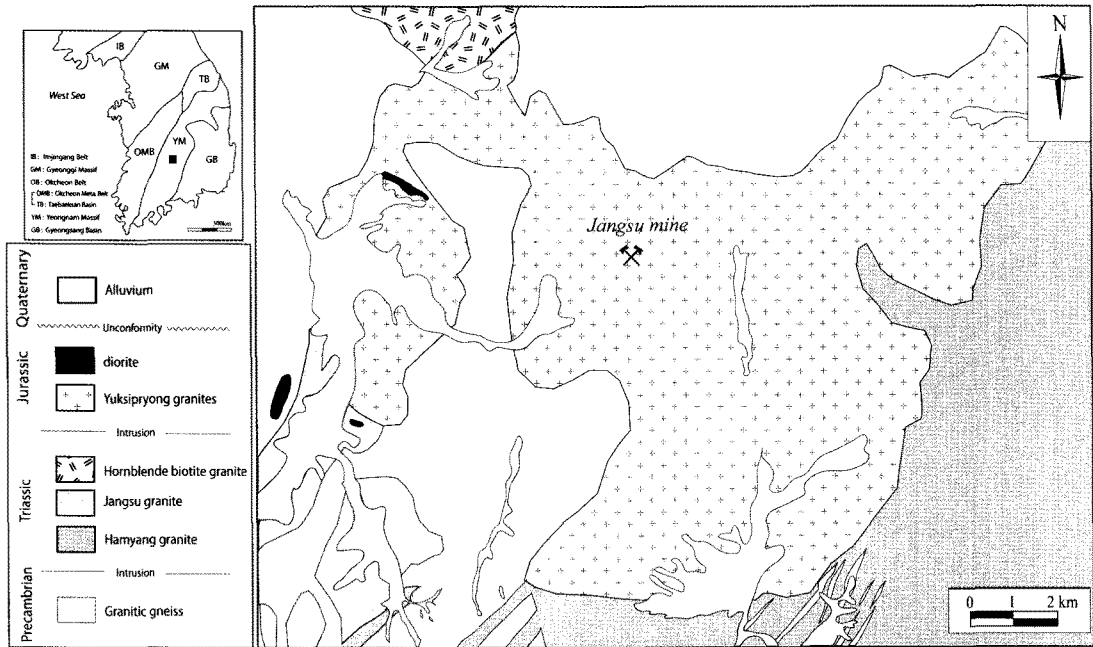 IB
GM
TB
West Sea
OMB
YM
GB
IB : Imjingang Belt
GM : Gyeonggi Massif
OB : Okcheon Belt
OMB : Okcheon Meta Belt
TB : Taebaeksan Basin
YM : Yeongnam Massif
GB : Gyeongsang Basin
Quaternary
Alluvium
Unconformity
Jurassic
diorite
Yuksipryong granites
Intrusion
Triassic
Hornblende biotite granite
Jangsu granite
Hamyang granite
Intrusion
Precambrian
Granitic gneiss
N
Jangsu mine
0 1 2 km